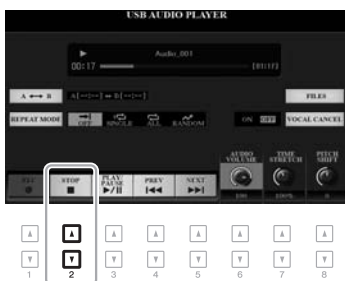 USB AUDIO PLAYER
Audio_001
00:17
[01:17]
A B A[--:--] B[--:--] FILES
REPEAT MODE OFF SINGLE ALL RANDOM ON OFF VOCAL CANCEL
AUDIO VOLUME TIME STRETCH PITCH SHIFT
REC STOP PLAY/PAUSE PREV NEXT
100 100% 0
1 2 3 4 5 6 7 8